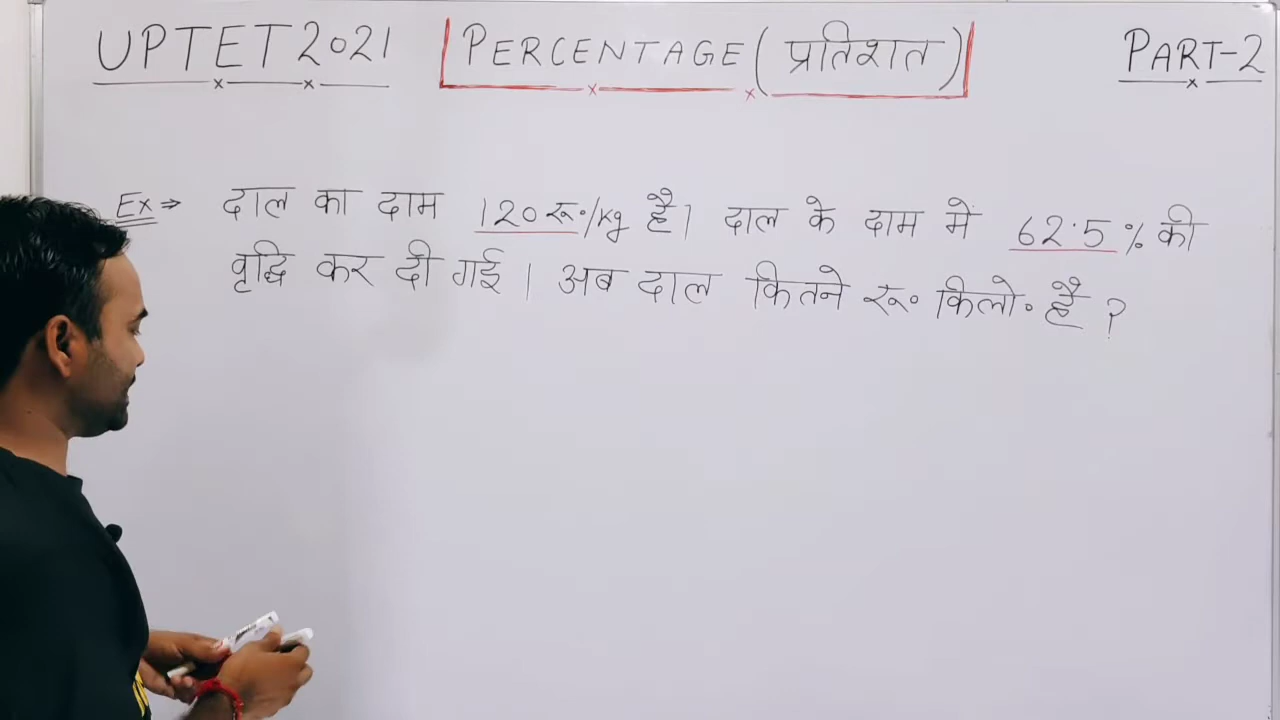 UPTET 2021 PERCENTAGE (प्रतिशत) PART-2
Ex⇒ दाल का दाम 120 रू०/kg है। दाल के दाम में 62.5% की
वृद्धि कर दी गई। अब दाल कितने रू० किलो० है ?